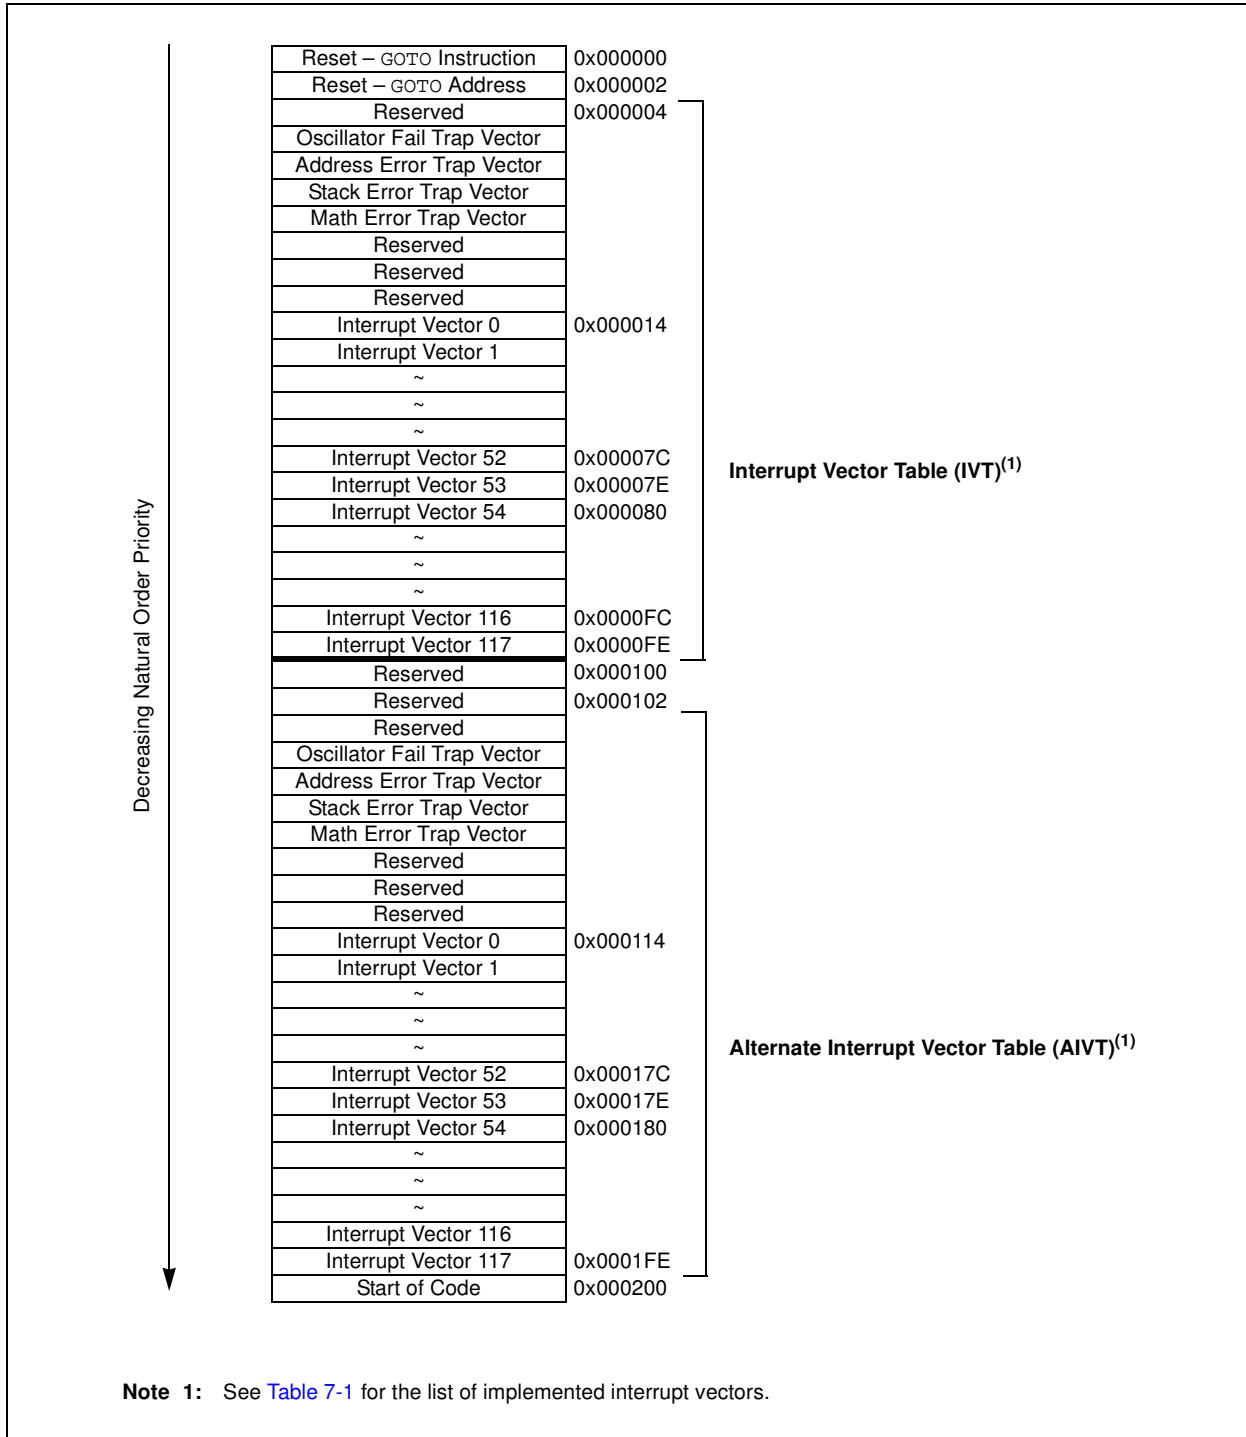 Reset – GOTO Instruction 0x000000
Reset – GOTO Address 0x000002
Reserved 0x000004
Oscillator Fail Trap Vector
Address Error Trap Vector
Stack Error Trap Vector
Math Error Trap Vector
Reserved
Reserved
Reserved
Interrupt Vector 0 0x000014
Interrupt Vector 1
~
~
~
Interrupt Vector 52 0x00007C
Interrupt Vector Table (IVT)(1)
Interrupt Vector 53 0x00007E
Interrupt Vector 54 0x000080
~
~
~
Interrupt Vector 116 0x0000FC
Interrupt Vector 117 0x0000FE
Decreasing Natural Order Priority
Reserved 0x000100
Reserved 0x000102
Reserved
Oscillator Fail Trap Vector
Address Error Trap Vector
Stack Error Trap Vector
Math Error Trap Vector
Reserved
Reserved
Reserved
Interrupt Vector 0 0x000114
Interrupt Vector 1
~
~
~
Alternate Interrupt Vector Table (AIVT)(1)
Interrupt Vector 52 0x00017C
Interrupt Vector 53 0x00017E
Interrupt Vector 54 0x000180
~
~
~
Interrupt Vector 116
Interrupt Vector 117 0x0001FE
Start of Code 0x000200
Note 1: See Table 7-1 for the list of implemented interrupt vectors.